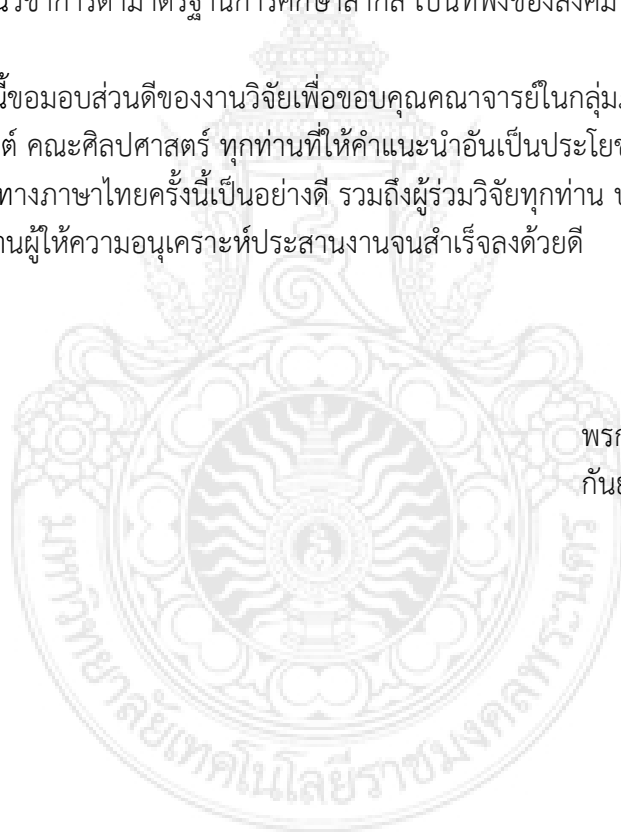 นวิชาการตามาตรฐานการศึกษาสากล เป็นที่พึ่งของสังคม
นี้ขอมอบส่วนดีของงานวิจัยเพื่อขอบคุณคณาจารย์ในกลุ่ม
ต์ คณะศิลปศาสตร์ ทุกท่านที่ให้คำแนะนำอันเป็นประโยช
ทางภาษาไทยครั้งนี้เป็นอย่างดี รวมถึงผู้ร่วมวิจัยทุกท่าน
านผู้ให้ความอนุเคราะห์ประสานงานจนสำเร็จลงด้วยดี
พรก
กันย
มหาวิทยาลัยเทคโนโลยีราชมงคลพระนคร